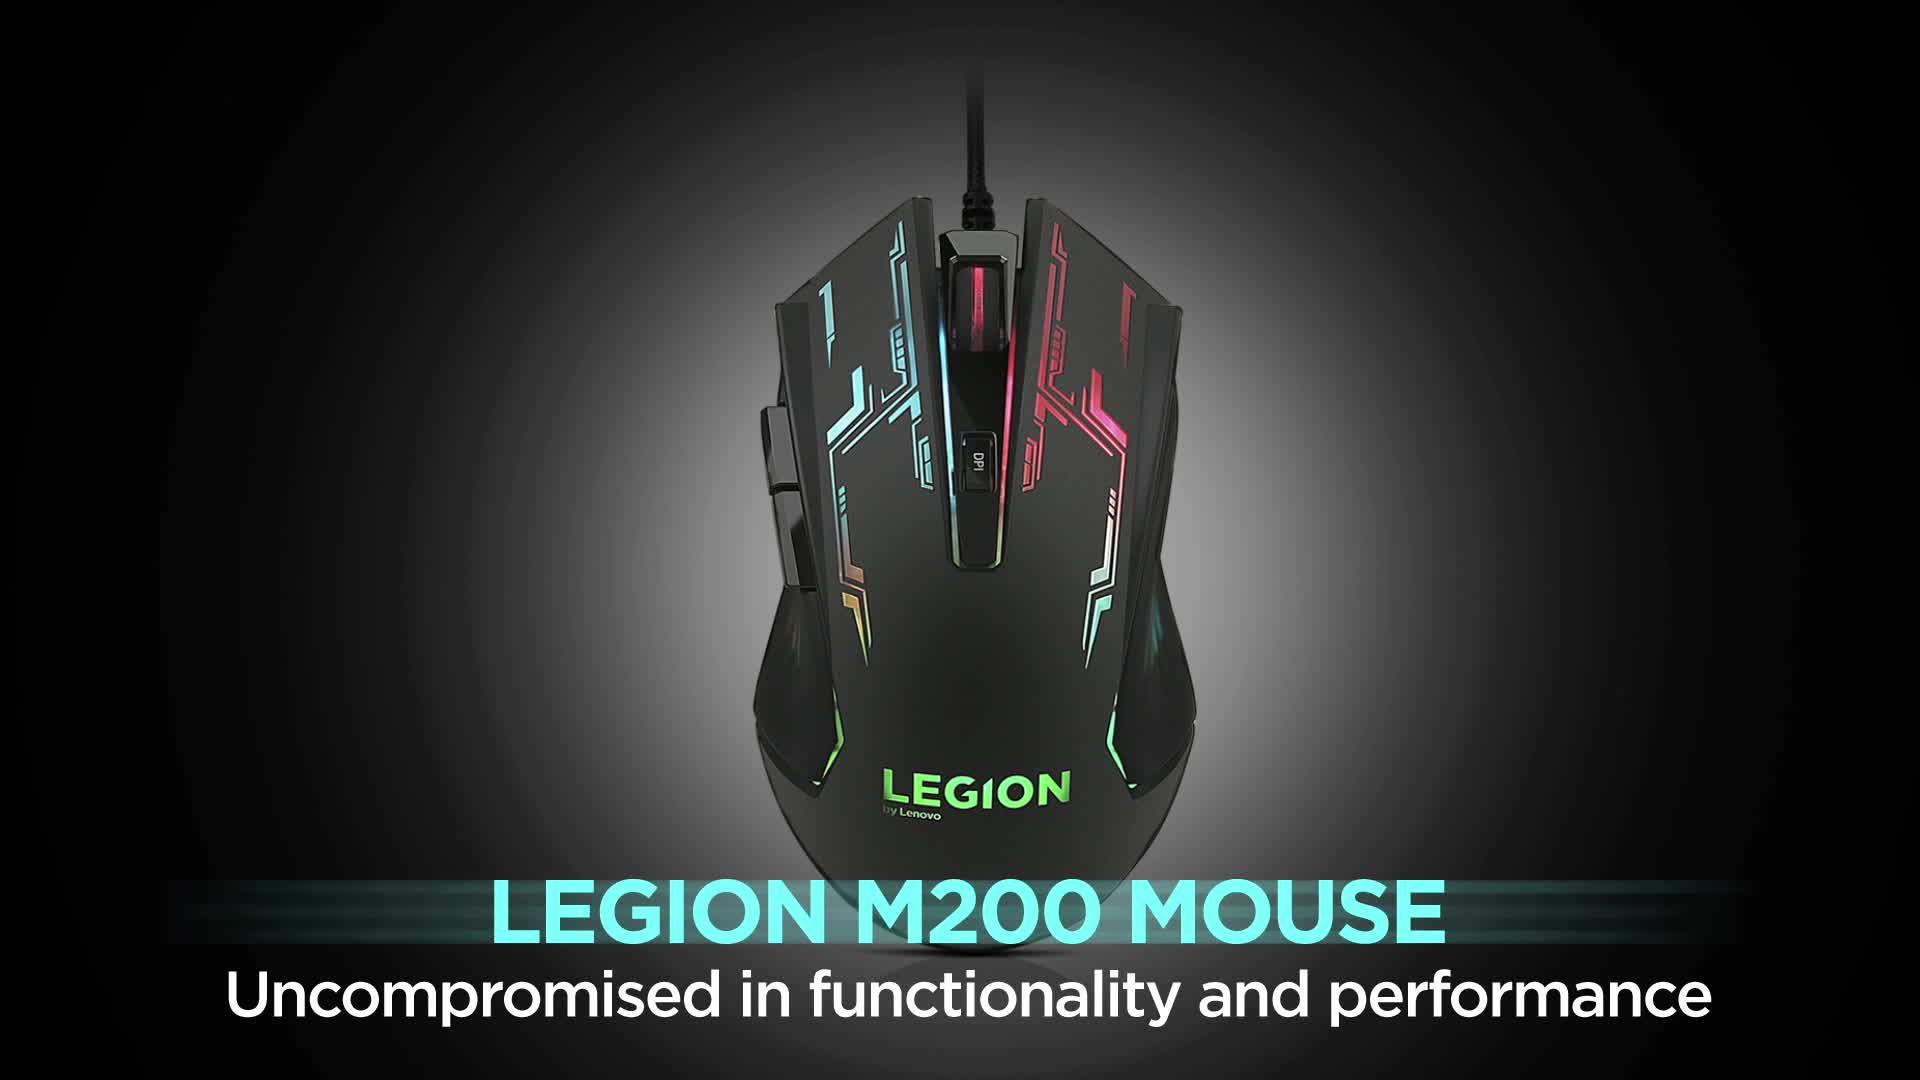 DPI
LEGION
by Lenovo
LEGION M200 MOUSE
Uncompromised in functionality and performance